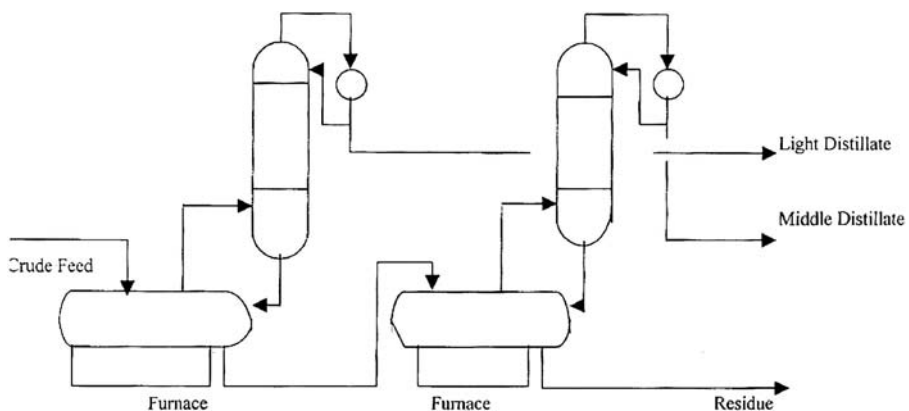 Light Distillate
Middle Distillate
Crude Feed
Furnace
Furnace
Residue